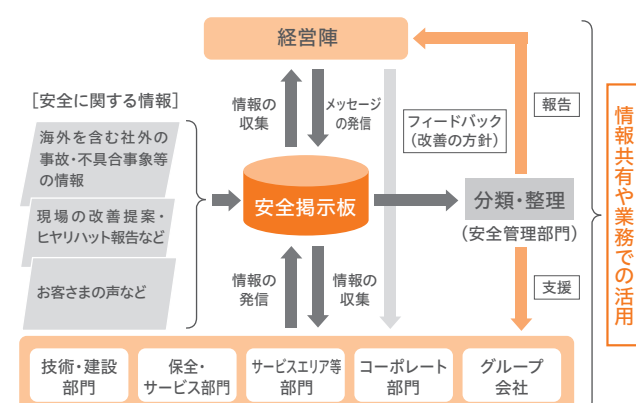 経営陣
[安全に関する情報]
海外を含む社外の
事故・不具合事象等
の情報
現場の改善提案・
ヒヤリハット報告など
お客さまの声など
情報の
収集
メッセージ
の発信
フィードバック
(改善の方針)
報告
安全掲示板
分類・整理
(安全管理部門)
情報の
発信
情報の
収集
支援
技術・建設
部門
保全・
サービス部門
サービスエリア等
部門
コーポレート
部門
グループ
会社
情報共有や業務での活用